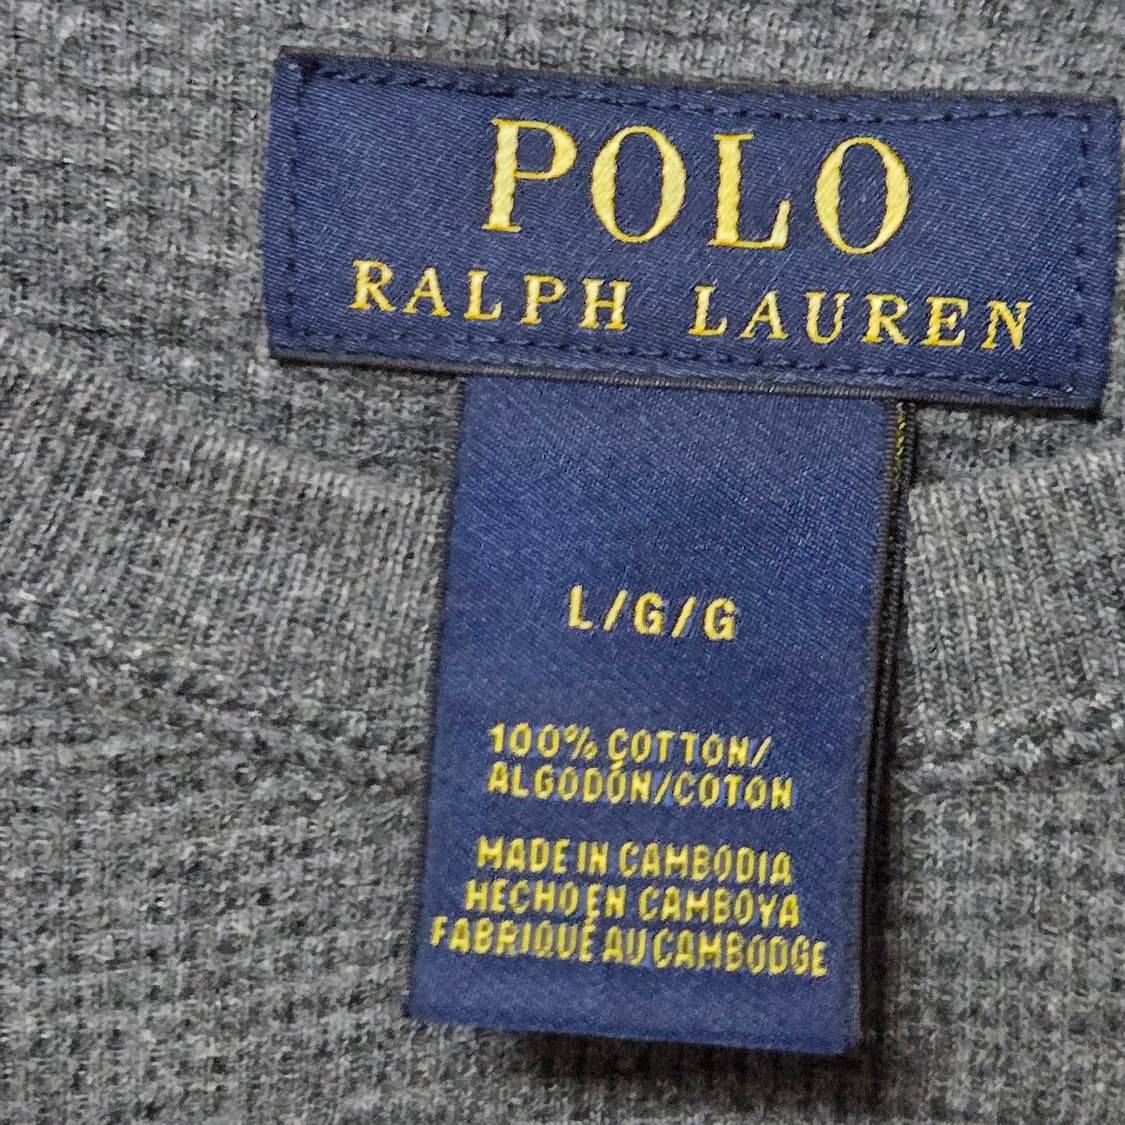 POLO
RALPH LAUREN
L/G/G
100% COTTON/
ALGODÓN/COTON
MADE IN CAMBODIA
HECHO EN CAMBOYA
FABRIQUÉ AU CAMBODGE